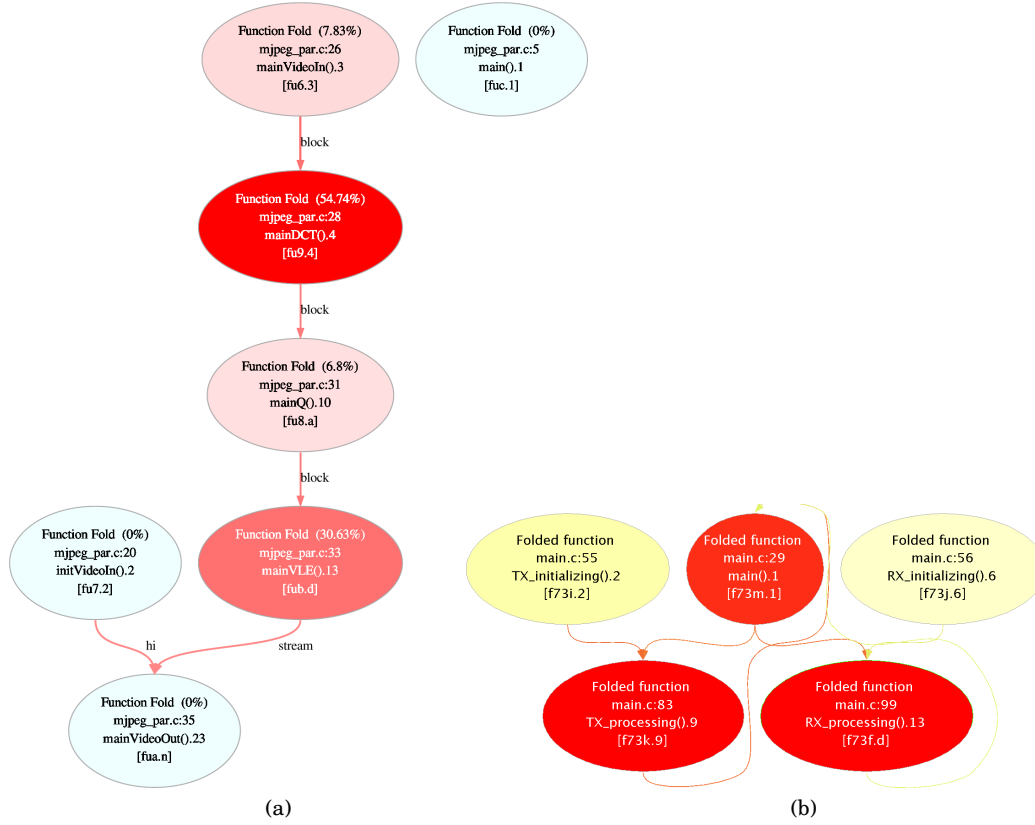 Function Fold (7.83%)
mjpeg_par.c:26
mainVideoIn().3
[fu6.3]
Function Fold (0%)
mjpeg_par.c:5
main().1
[fuc.1]
block
Function Fold (54.74%)
mjpeg_par.c:28
mainDCT().4
[fu9.4]
block
Function Fold (6.8%)
mjpeg_par.c:31
mainQ().10
[fu8.a]
block
Function Fold (0%)
mjpeg_par.c:20
initVideoIn().2
[fu7.2]
Function Fold (30.63%)
mjpeg_par.c:33
mainVLE().13
[fub.d]
hi
stream
Function Fold (0%)
mjpeg_par.c:35
mainVideoOut().23
[fua.n]
(a)
Folded function
main.c:55
TX_initializing().2
[f73i.2]
Folded function
main.c:29
main().1
[f73m.1]
Folded function
main.c:56
RX_initializing().6
[f73j.6]
Folded function
main.c:83
TX_processing().9
[f73k.9]
Folded function
main.c:99
RX_processing().13
[f73f.d]
(b)